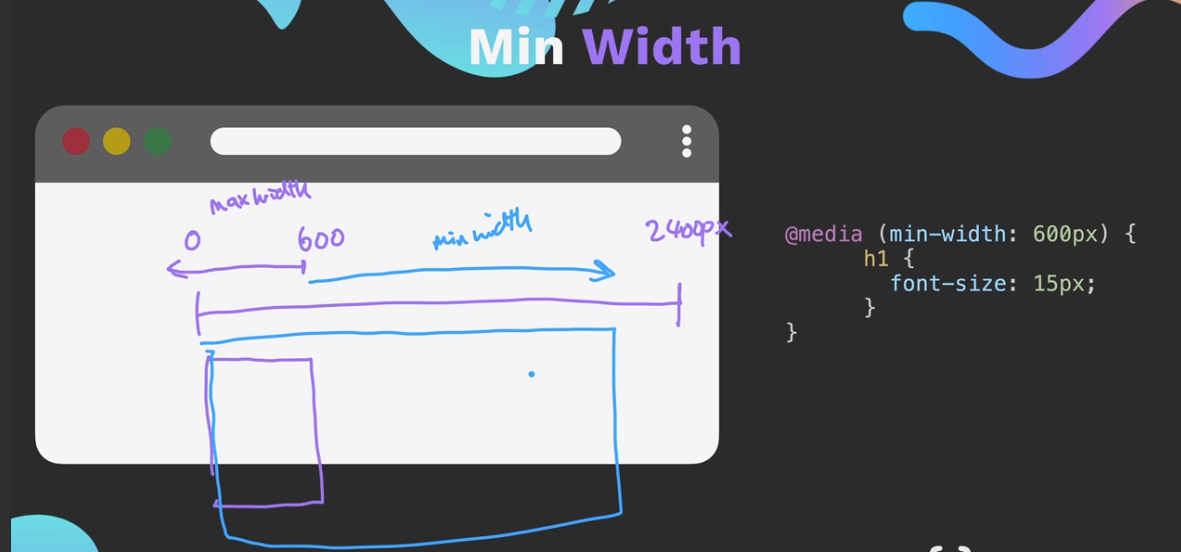 Min Width
max width
0 600 min width 2400px
@media (min-width: 600px) {
h1 {
font-size: 15px;
}
}